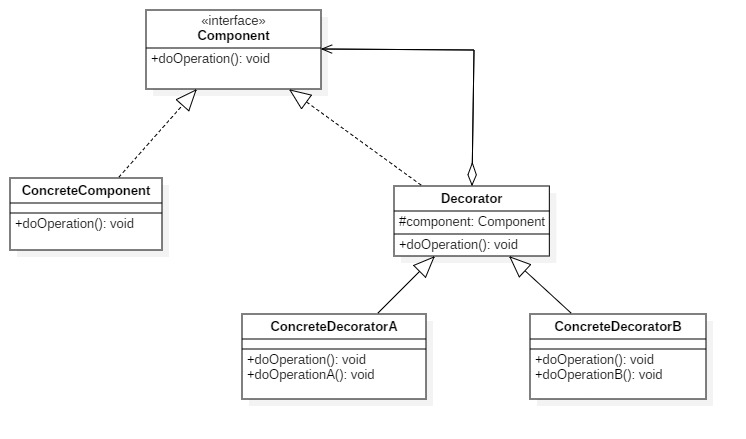 «interface»
Component
+doOperation(): void
ConcreteComponent
+doOperation(): void
Decorator
#component: Component
+doOperation(): void
ConcreteDecoratorA
+doOperation(): void
+doOperationA(): void
ConcreteDecoratorB
+doOperation(): void
+doOperationB(): void